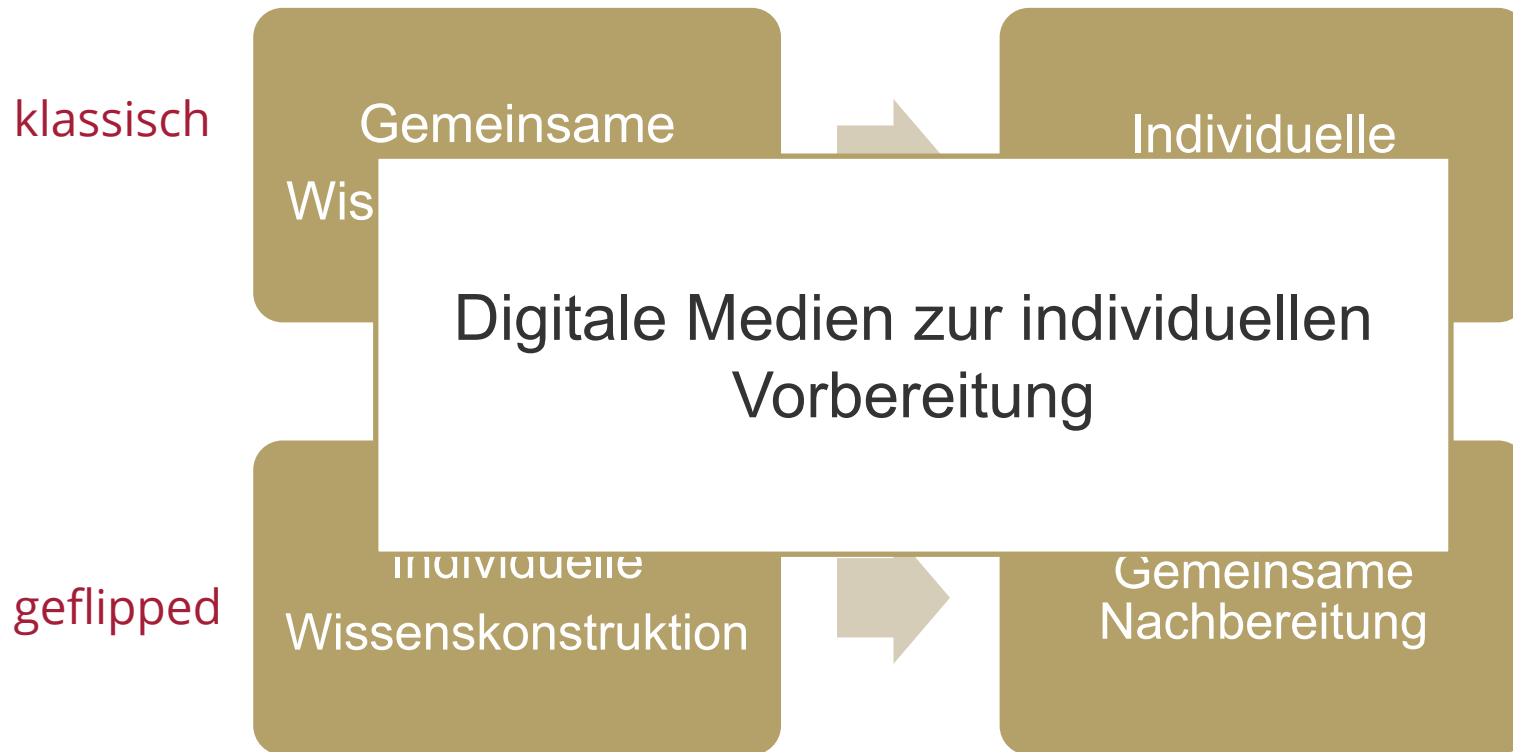 klassisch
Gemeinsame
Wis
Individuelle
Digitale Medien zur individuellen
Vorbereitung
geflipped
Individuelle
Wissenskonstruktion
Gemeinsame
Nachbereitung